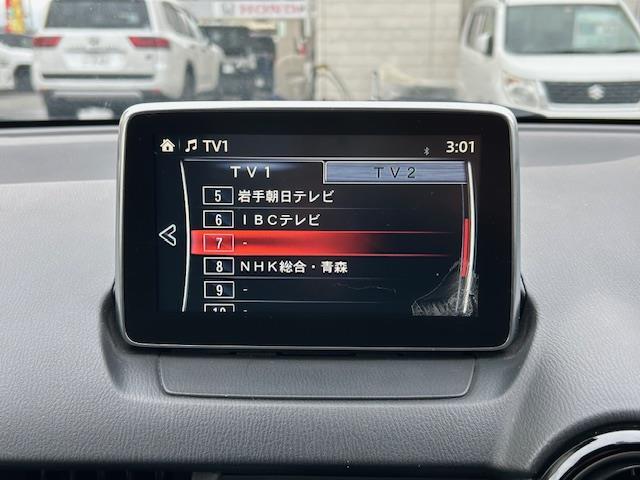 HONDA
TV1
3:01
TV1 TV2
5 岩手朝日テレビ
6 IBCテレビ
7 -
8 NHK総合・青森
9 -
10 -